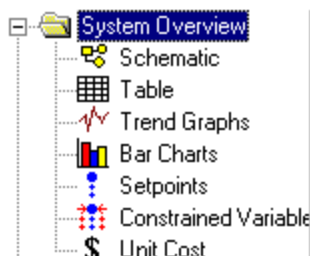 System Overview
Schematic
Table
Trend Graphs
Bar Charts
Setpoints
Constrained Variable
$ Unit Cost